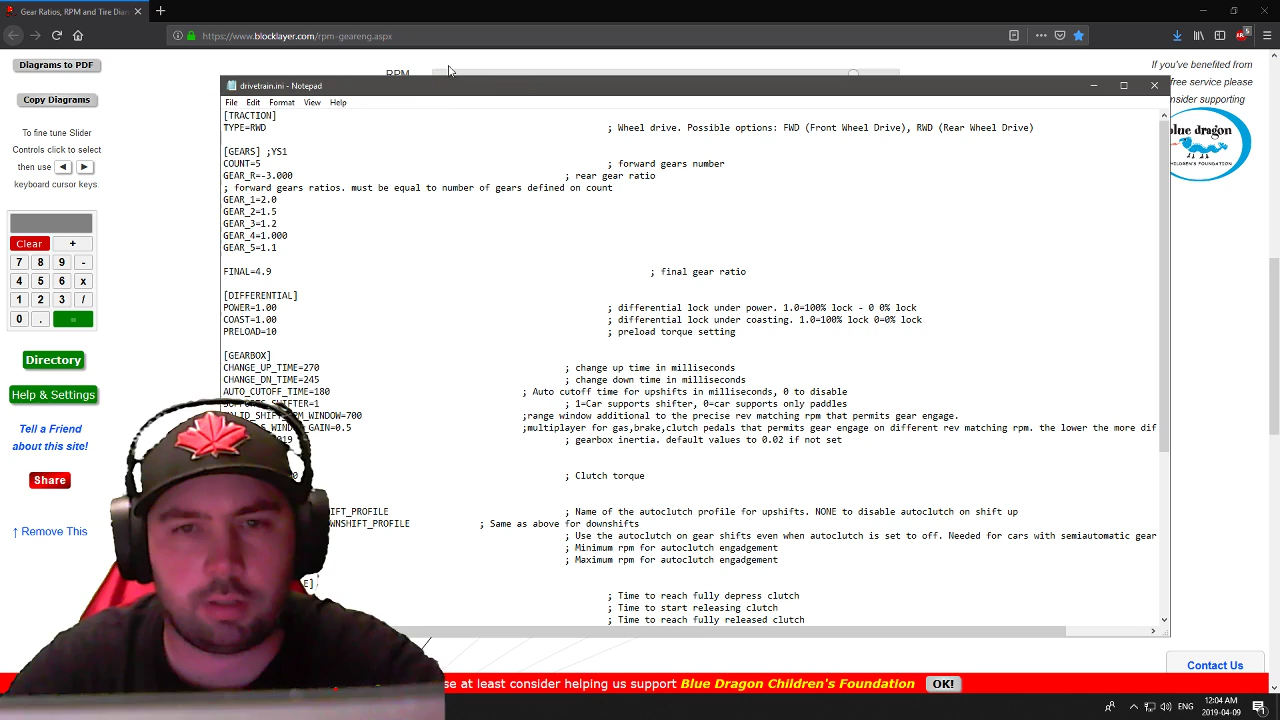 Gear Ratios, RPM and Tire Diam
https://www.blocklayer.com/rpm-geareng.aspx
Diagrams to PDF
Copy Diagrams
To fine tune Slider
Controls click to select
then use
keyboard cursor keys.
Clear +
7 8 9 -
4 5 6 x
1 2 3 /
0 . =
Directory
Help & Settings
Tell a Friend
about this site!
Share
↑ Remove This
RPM
If you've benefited from
free service please
nsider supporting
blue dragon
CHILDREN'S FOUNDATION
drivetrain.ini - Notepad
File Edit Format View Help
[TRACTION]
TYPE=RWD ; Wheel drive. Possible options: FWD (Front Wheel Drive), RWD (Rear Wheel Drive)
[GEARS] ;YS1
COUNT=5 ; forward gears number
GEAR_R=-3.000 ; rear gear ratio
; forward gears ratios. must be equal to number of gears defined on count
GEAR_1=2.0
GEAR_2=1.5
GEAR_3=1.2
GEAR_4=1.000
GEAR_5=1.1
FINAL=4.9 ; final gear ratio
[DIFFERENTIAL]
POWER=1.00 ; differential lock under power. 1.0=100% lock - 0 0% lock
COAST=1.00 ; differential lock under coasting. 1.0=100% lock 0=0% lock
PRELOAD=10 ; preload torque setting
[GEARBOX]
CHANGE_UP_TIME=270 ; change up time in milliseconds
CHANGE_DN_TIME=245 ; change down time in milliseconds
AUTO_CUTOFF_TIME=180 ; Auto cutoff time for upshifts in milliseconds, 0 to disable
SHIFTER=1 ; 1=Car supports shifter, 0=car supports only paddles
WINDOW=700 ;range window additional to the precise rev matching rpm that permits gear engage.
GAIN=0.5 ;multiplier for gas,brake,clutch pedals that permits gear engage on different rev matching rpm. the lower the more dif
019 ; gearbox inertia. default values to 0.02 if not set
; Clutch torque
IFT_PROFILE ; Name of the autoclutch profile for upshifts. NONE to disable autoclutch on shift up
WNSHIFT_PROFILE ; Same as above for downshifts
; Use the autoclutch on gear shifts even when autoclutch is set to off. Needed for cars with semiautomatic gear
; Minimum rpm for autoclutch engadgement
; Maximum rpm for autoclutch engadgement
E]
; Time to reach fully depress clutch
; Time to start releasing clutch
; Time to reach fully released clutch
Contact Us
se at least consider helping us support Blue Dragon Children's Foundation OK!
ENG
12:04 AM
2019-04-09